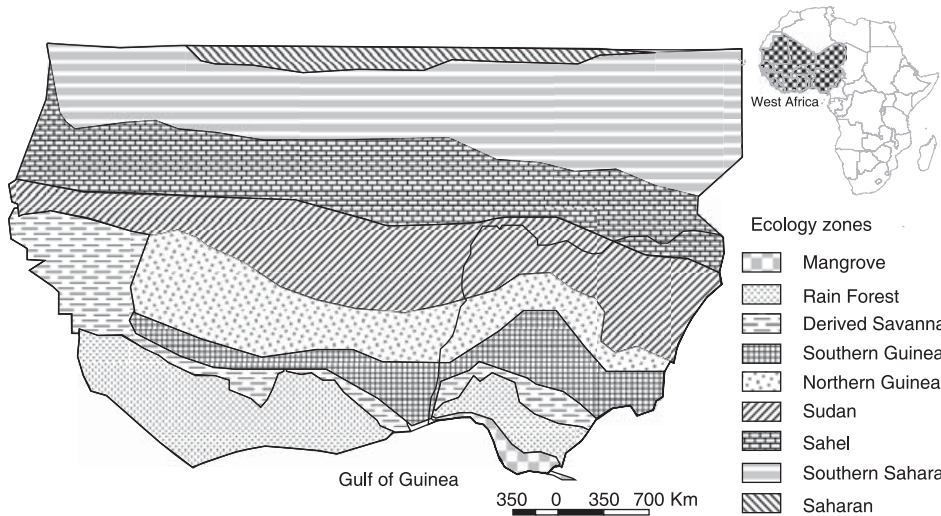 West Africa
Ecology zones
Mangrove
Rain Forest
Derived Savanna
Southern Guinea
Northern Guinea
Sudan
Sahel
Southern Sahara
Saharan
Gulf of Guinea
350 0 350 700 Km